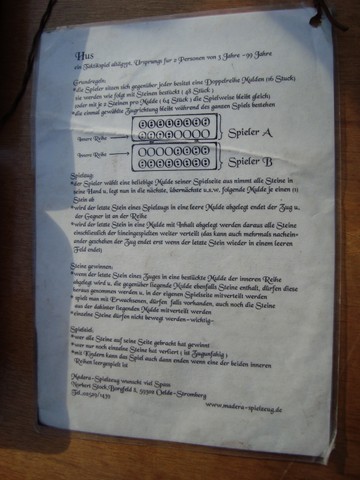 Hus
ein Taktikspiel altägypt. Ursprungs für 2 Personen von 5 Jahre -99 Jahre
Grundregeln:
*die Spieler sitzen sich gegenüber jeder besitzt eine Doppelreihe Mulden (16 Stück)
sie werden wie folgt mit Steinen bestückt ( 48 Stück )
oder mit je 2 Steinen pro Mulde ( 64 Stück ) die Spielweise bleibt gleich)
*die einmal gewählte Zugrichtung bleibt während des ganzen Spiels bestehen
Spieler A
Innere Reihe
Innere Reihe
Spieler B
Spielzug
*der Spieler wählt eine beliebige Mulde seiner Spielseite aus nimmt alle Steine in
seine Hand u. legt nun in die nächste, übernächste u.s.w. folgende Mulde je einen (1)
Stein ab
*wird der letzte Stein eines Spielzugs in eine leere Mulde abgelegt endet der Zug u.
der Gegner ist an der Reihe
*wird der letzte Stein in eine Mulde mit Inhalt abgelegt werden daraus alle Steine
einschließlich der hineingespielten weiter verteilt (das kann auch mehrmals nachein-
ander geschehen der Zug endet erst wenn der letzte Stein wieder in einem leeren
Feld endet)
Steine gewinnen.
*wenn der letzte Stein eines Zuges in eine bestückte Mulde der inneren Reihe
abgelegt wird u. die gegenüber liegende Mulde ebenfalls Steine enthält, dürfen diese
heraus genommen werden u. in der eigenen Spielseite mitverteilt werden
* spielt man mit Erwachsenen, dürfen, falls vorhanden, auch noch die Steine
aus der dahinter liegenden Mulde mitverteilt werden
*einzelne Steine dürfen nicht bewegt werden-wichtig-
Spielziel:
*wer alle Steine auf seine Seite gebracht hat gewinnt
*wer nur noch einzelne Steine hat verliert ( ist Zugunfähig )
*mit Kindern kann das Spiel auch dann enden wenn eine der beiden inneren
Reihen leergespielt ist
Madera-Spielzeug wünscht viel Spass
Norbert Stock, Bergfeld 8, 59302 Oelde-Stromberg
Tel. 02529/1439
www.madera-spielzeug.de